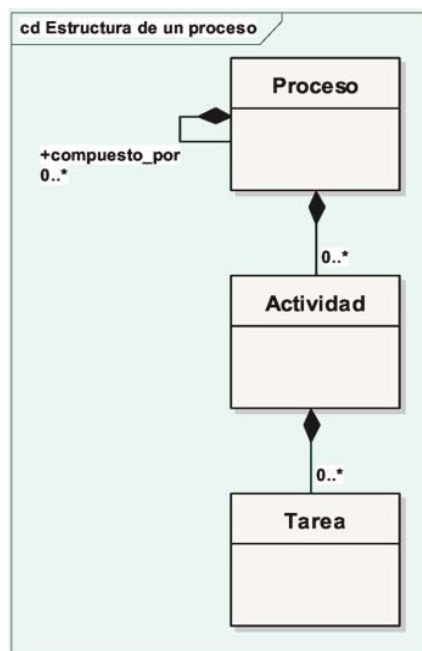 cd Estructura de un proceso
Proceso
+compuesto_por
0..*
0..*
Actividad
0..*
Tarea